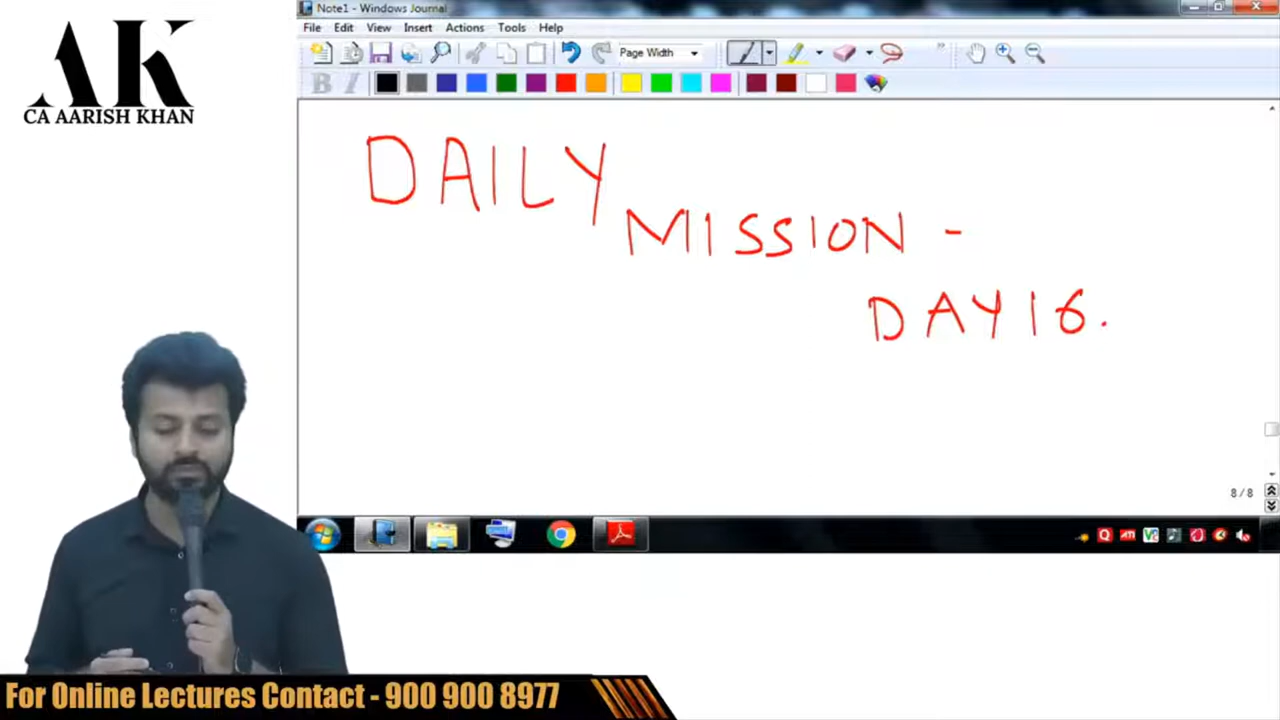 AK
CA AARISH KHAN
Note1 - Windows Journal
File Edit View Insert Actions Tools Help
Page Width
B I
DAILY
MISSION -
DAY 16.
8 / 8
For Online Lectures Contact - 900 900 8977